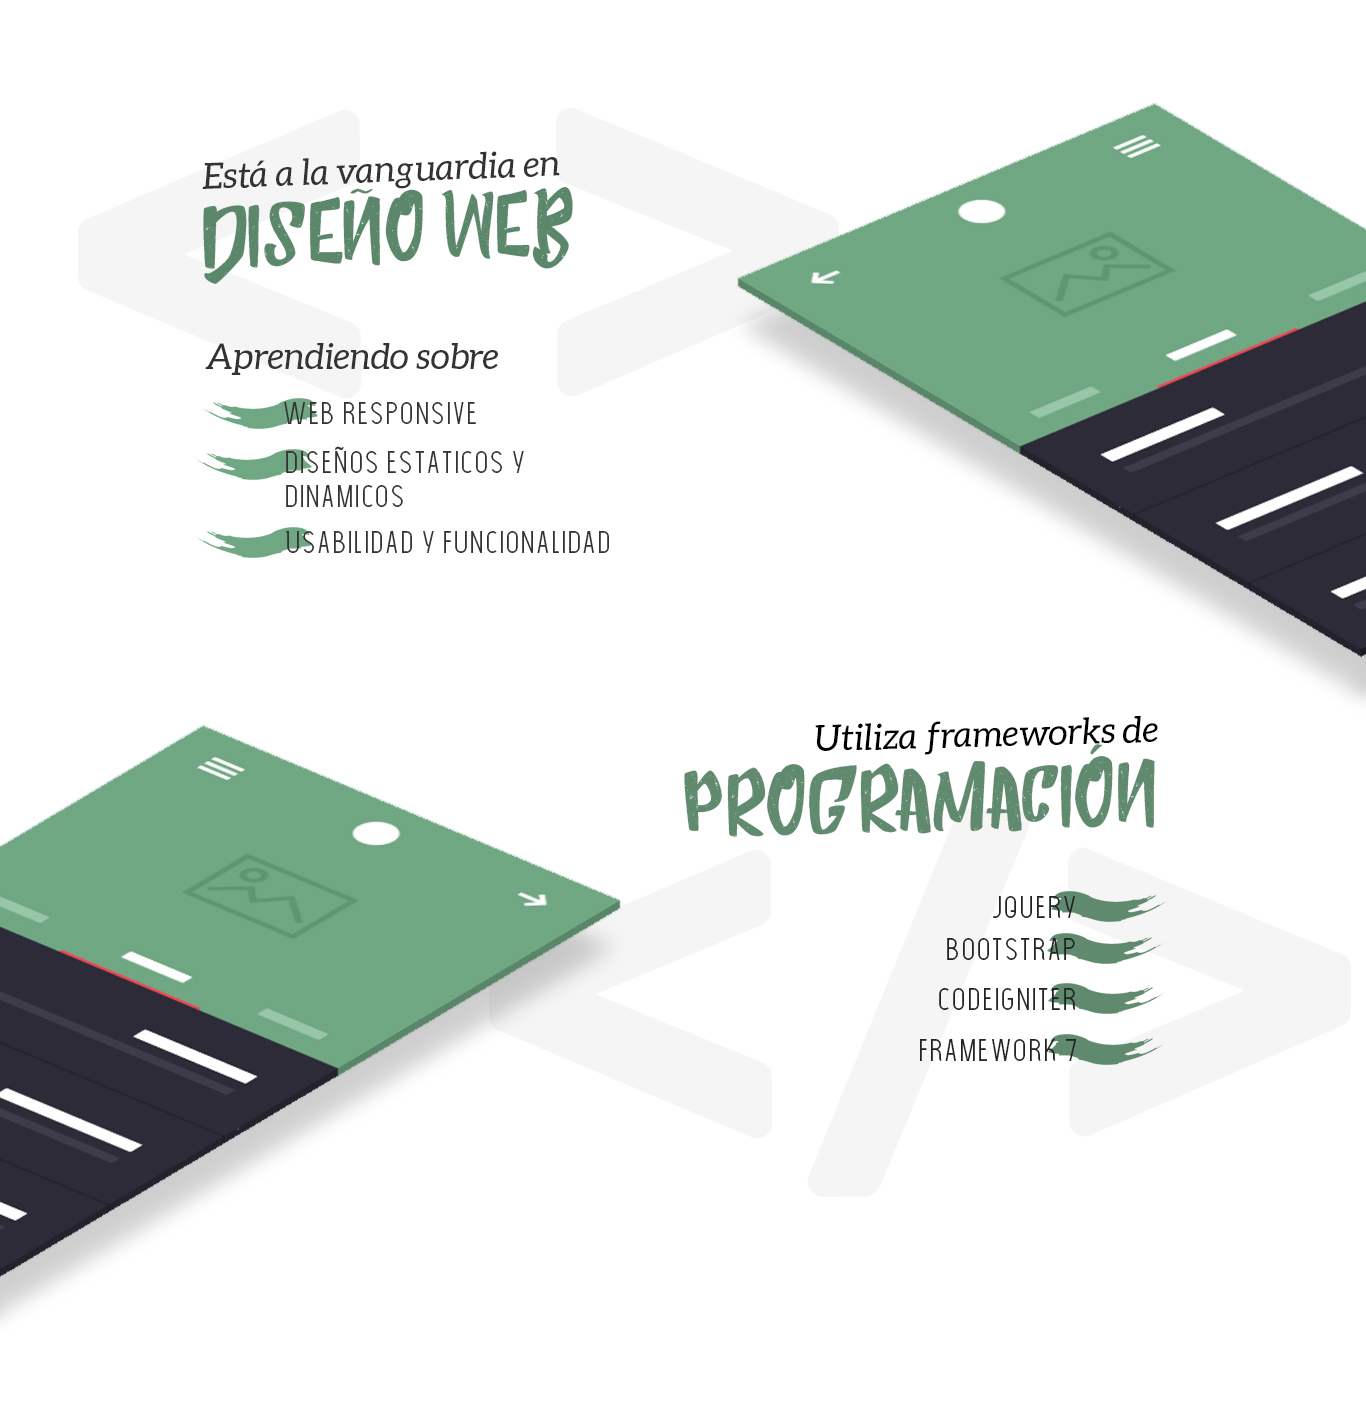 Está a la vanguardia en
DISEÑO WEB
Aprendiendo sobre
WEB RESPONSIVE
DISEÑOS ESTATICOS Y
DINAMICOS
USABILIDAD Y FUNCIONALIDAD
Utiliza frameworks de
PROGRAMACIÓN
JQUERY
BOOTSTRAP
CODEIGNITER
FRAMEWORK 7